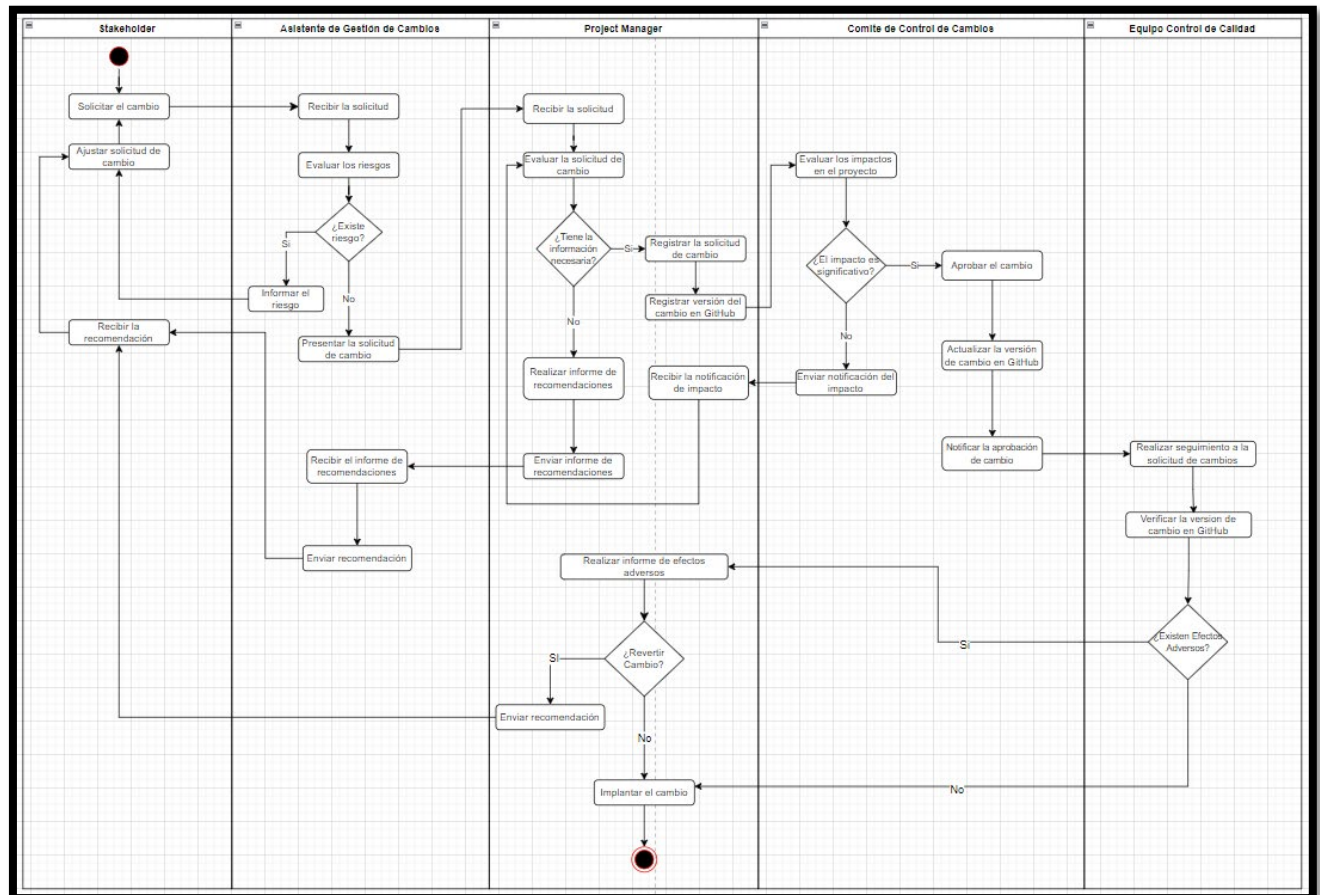 Stakeholder
Asistente de Gestión de Cambios
Project Manager
Comite de Control de Cambios
Equipo Control de Calidad
Solicitar el cambio
Ajustar solicitud de
cambio
Recibir la
recomendación
Recibir la solicitud
Evaluar los riesgos
¿Existe
riesgo?
Si
Informar el
riesgo
No
Presentar la solicitud
de cambio
Recibir el informe de
recomendaciones
Enviar recomendación
Recibir la solicitud
Evaluar la solicitud de
cambio
¿Tiene la
información
necesaria?
Si
Registrar la solicitud
de cambio
Registrar versión del
cambio en GitHub
No
Realizar informe de
recomendaciones
Recibir la notificación
de impacto
Enviar informe de
recomendaciones
Realizar informe de efectos
adversos
¿Revertir
Cambio?
SI
Enviar recomendación
No
Implantar el cambio
Evaluar los impactos
en el proyecto
¿El impacto es
significativo?
Si
Aprobar el cambio
No
Enviar notificación del
impacto
Actualizar la versión
de cambio en GitHub
Notificar la aprobación
de cambio
Realizar seguimiento a la
solicitud de cambios
Verificar la version de
cambio en GitHub
¿Existen Efectos
Adversos?
Si
No